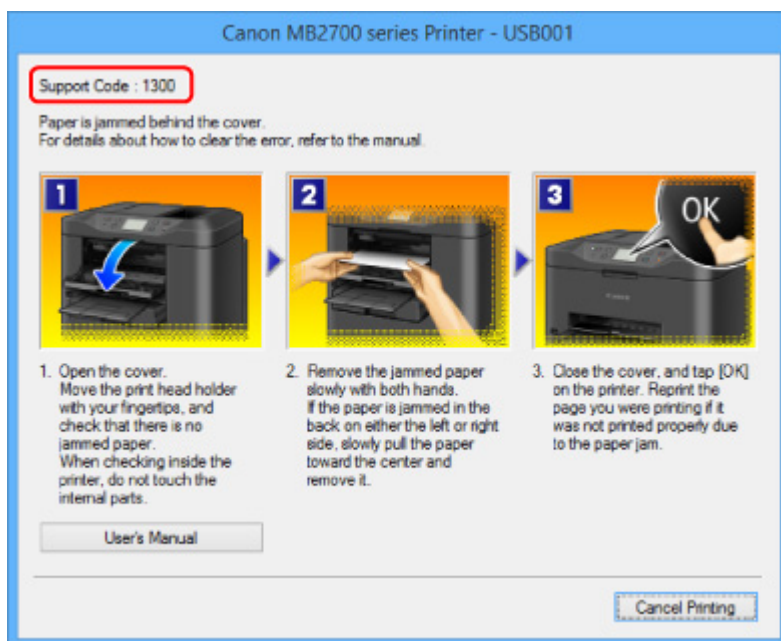 Canon MB2700 series Printer - USB001
Support Code : 1300
Paper is jammed behind the cover.
For details about how to clear the error, refer to the manual.
1
2
3
OK
1. Open the cover.
Move the print head holder
with your fingertips, and
check that there is no
jammed paper.
When checking inside the
printer, do not touch the
internal parts.
2. Remove the jammed paper
slowly with both hands.
If the paper is jammed in the
back on either the left or right
side, slowly pull the paper
toward the center and
remove it.
3. Close the cover, and tap [OK]
on the printer. Reprint the
page you were printing if it
was not printed properly due
to the paper jam.
User's Manual
Cancel Printing